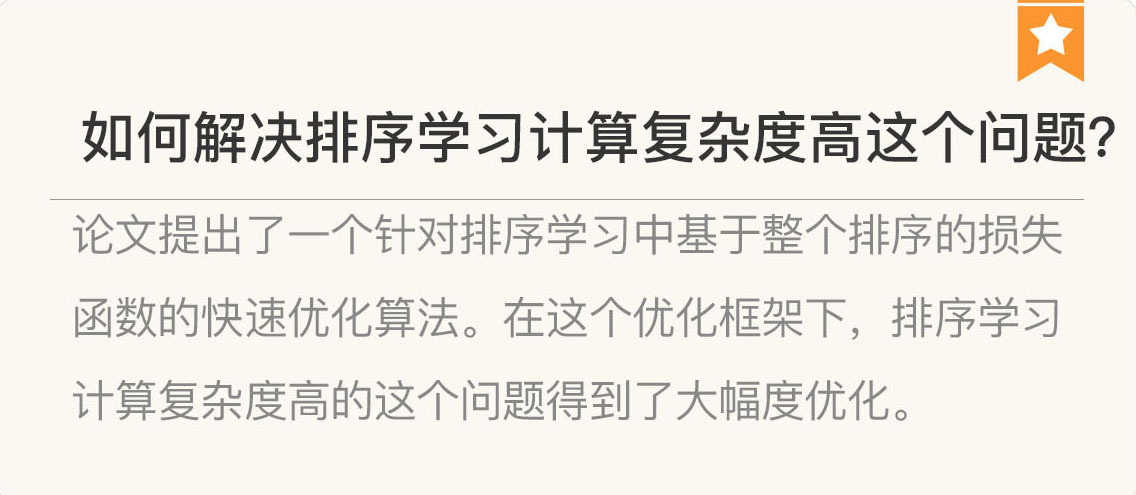 如何解决排序学习计算复杂度高这个问题?
论文提出了一个针对排序学习中基于整个排序的损失
函数的快速优化算法。在这个优化框架下，排序学习
计算复杂度高的这个问题得到了大幅度优化。